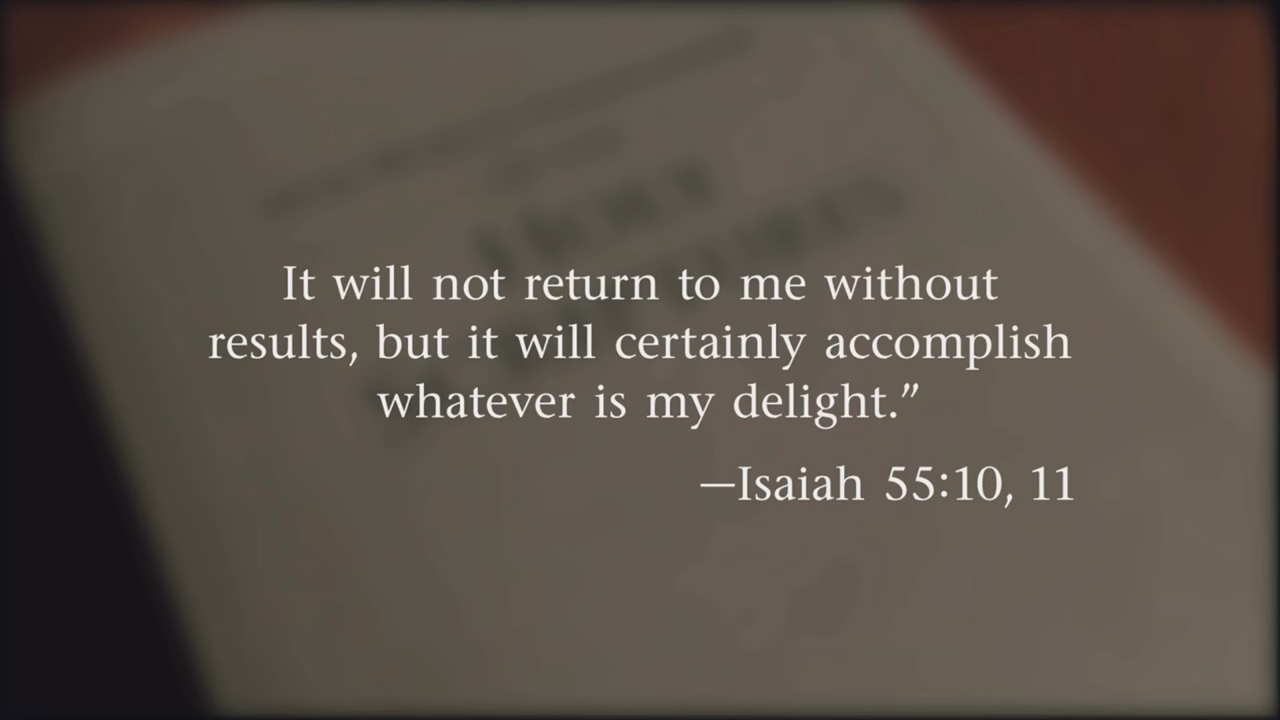 It will not return to me without
results, but it will certainly accomplish
whatever is my delight.”
—Isaiah 55:10, 11